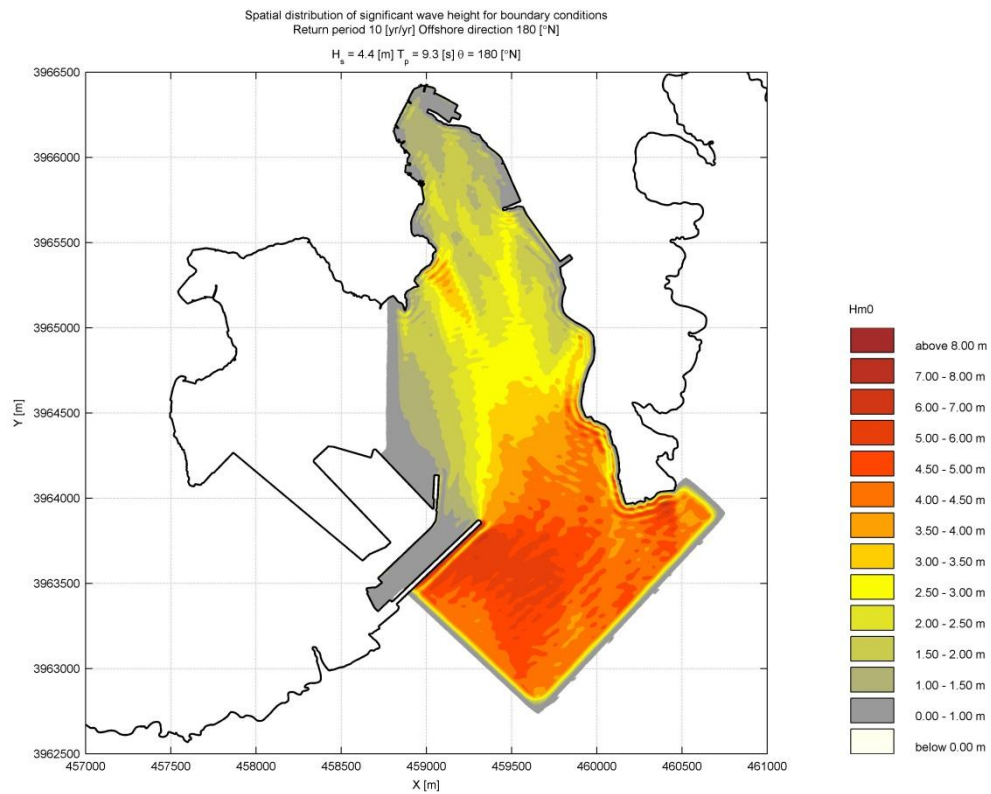 Spatial distribution of significant wave height for boundary conditions
Return period 10 [yr/yr] Offshore direction 180 [°N]
H_s = 4.4 [m] T_p = 9.3 [s] θ = 180 [°N]
3966500
3966000
3965500
3965000
3964500
3964000
3963500
3963000
3962500
Y [m]
457000 457500 458000 458500 459000 459500 460000 460500 461000
X [m]
Hm0
above 8.00 m
7.00 - 8.00 m
6.00 - 7.00 m
5.00 - 6.00 m
4.50 - 5.00 m
4.00 - 4.50 m
3.50 - 4.00 m
3.00 - 3.50 m
2.50 - 3.00 m
2.00 - 2.50 m
1.50 - 2.00 m
1.00 - 1.50 m
0.00 - 1.00 m
below 0.00 m